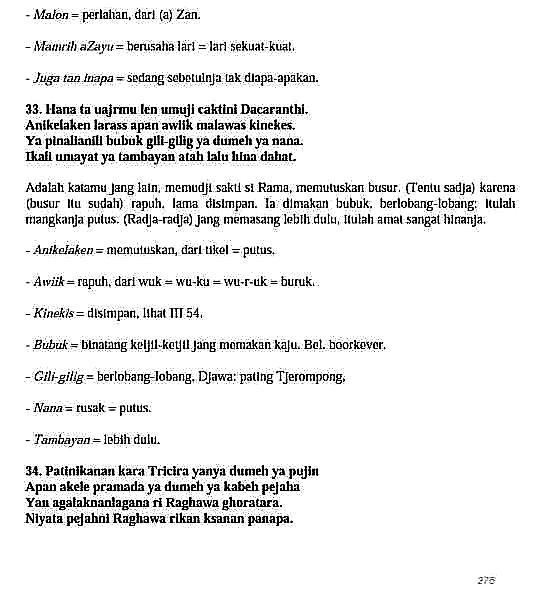 - Malon = perlahan, dari (a) Zan.
- Mamrih aZayu = berusaha lari = lari sekuat-kuat.
- Juga tan inapa = sedang sebetulnja tak diapa-apakan.
33. Hana ta uajrmu len umuji caktini Dacaranthi.
Anikelaken larass apan awiik malawas kinekes.
Ya pinalianili bubuk gili-gilig ya dumeh ya nana.
Ikali umayat ya tambayan atah lalu hina dahat.
Adalah katamu jang lain, memudji sakti si Rama, memutuskan busur. (Tentu sadja) karena
(busur itu sudah) rapuh, lama disimpan. Ia dimakan bubuk, berlobang-lobang; itulah
mangkanja putus. (Radja-radja) jang memasang lebih dulu, itulah amat sangat hinanja.
- Anikelaken = memutuskan, dari tikel = putus.
- Awiik = rapuh, dari wuk = wu-ku = wu-r-uk = buruk.
- Kinekis = disimpan, lihat III 54.
- Bubuk = binatang ketjil-ketjil jang memakan kaju. Bel. boorkever.
- Gili-gilig = berlobang-lobang, Djawa: pating Tjerompong,
- Nana = rusak = putus.
- Tambayan = lebih dulu.
34. Patinikanan kara Tricira yanya dumeh ya pujin
Apan akele pramada ya dumeh ya kabeh pejaha
Yan agalaknanlagana ri Raghawa ghoratara.
Niyata pejahni Raghawa rikan ksanan panapa.
275